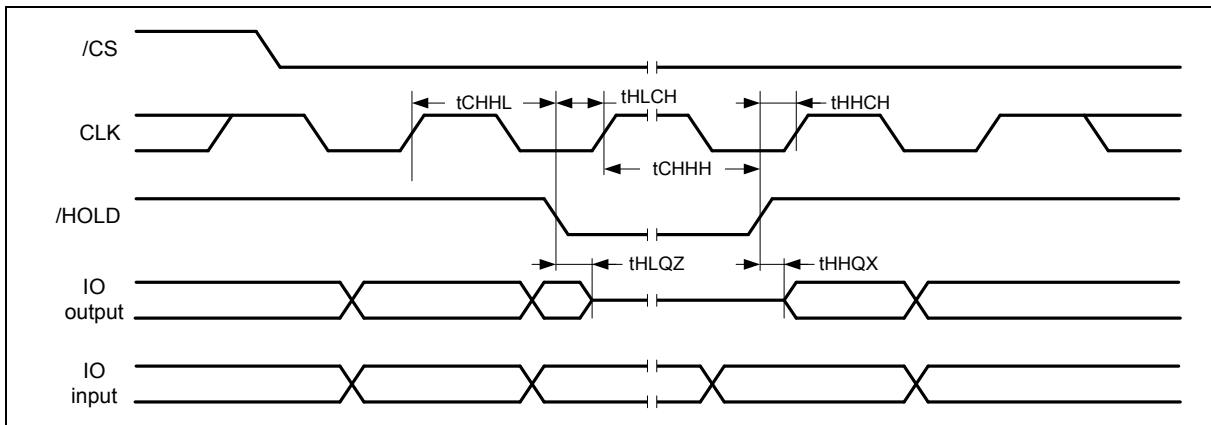 /CS
tCHHL
tHLCH
tHHCH
CLK
tCHHH
/HOLD
tHLQZ
tHHQX
IO
output
IO
input